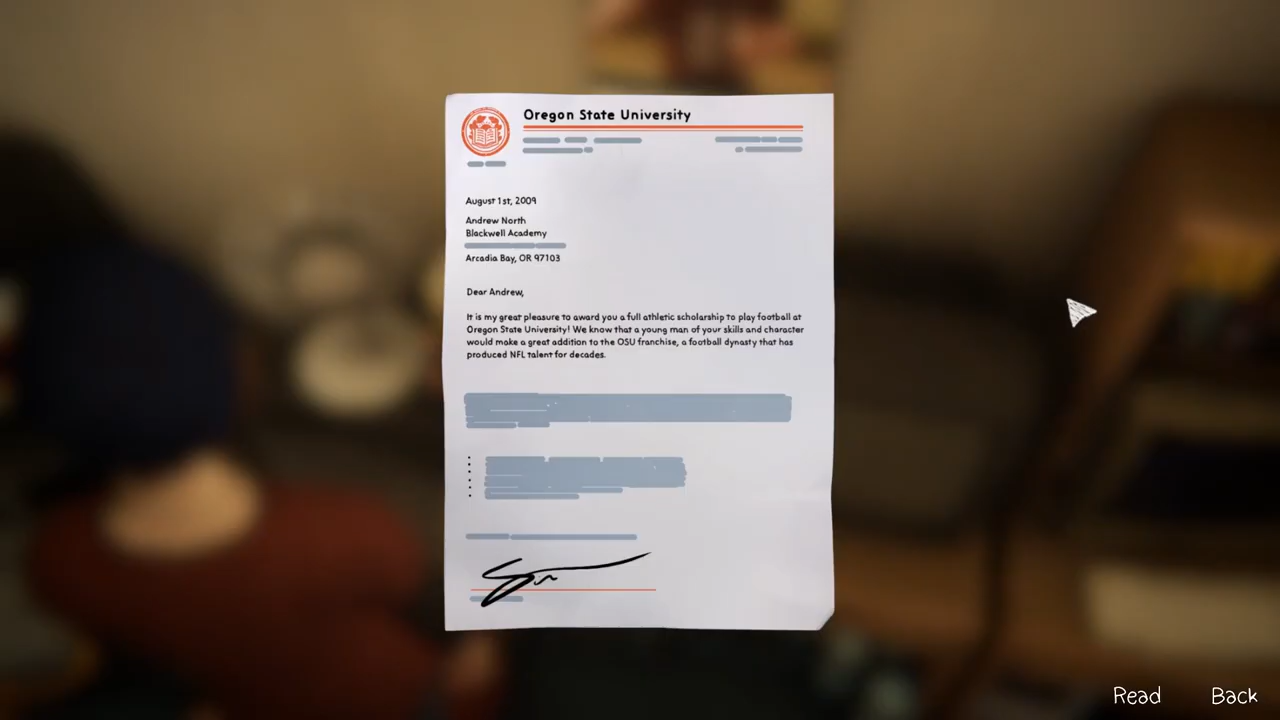 Oregon State University
August 1st, 2009
Andrew North
Blackwell Academy
Arcadia Bay, OR 97103
Dear Andrew,
It is my great pleasure to award you a full athletic scholarship to play football at
Oregon State University! We know that a young man of your skills and character
would make a great addition to the OSU franchise, a football dynasty that has
produced NFL talent for decades.
Read
Back